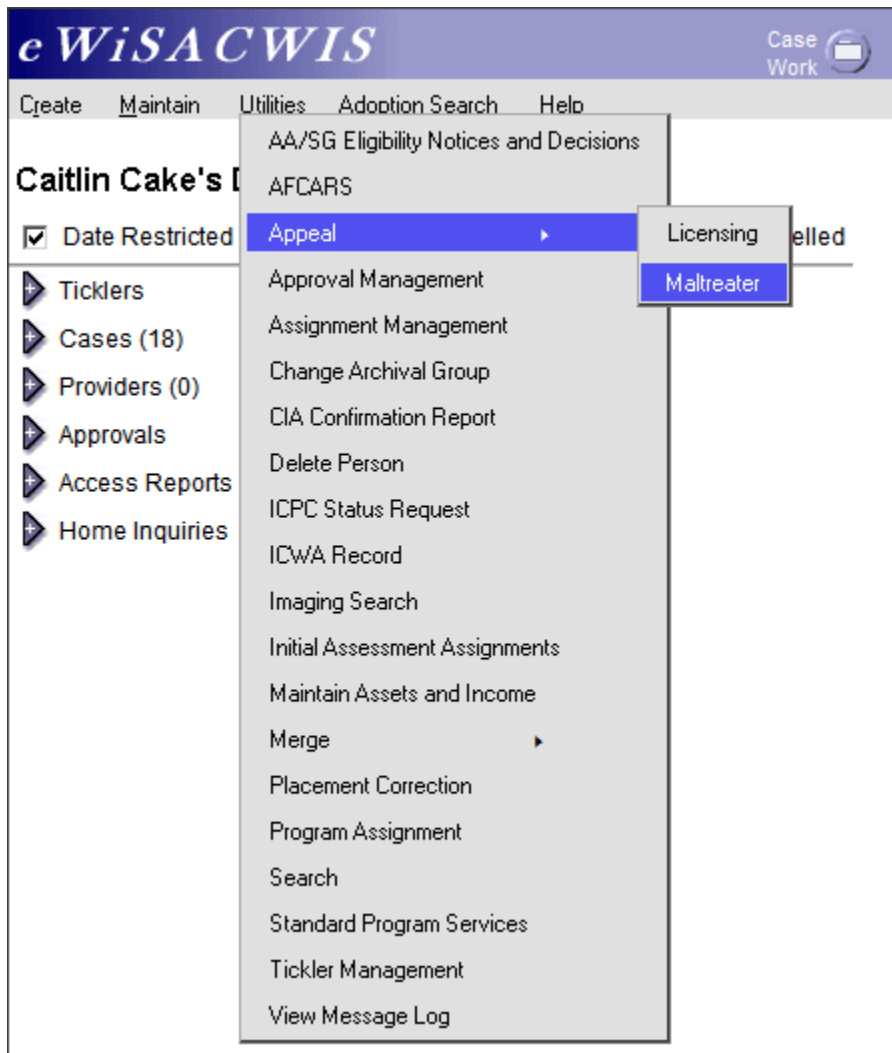 eWiSACWIS
Case
Work
Create Maintain Utilities Adoption Search Help
Caitlin Cake's
Date Restricted
elled
Ticklers
Cases (18)
Providers (0)
Approvals
Access Reports
Home Inquiries
AA/SG Eligibility Notices and Decisions
AFCARS
Appeal
Licensing
Maltreater
Approval Management
Assignment Management
Change Archival Group
CIA Confirmation Report
Delete Person
ICPC Status Request
ICWA Record
Imaging Search
Initial Assessment Assignments
Maintain Assets and Income
Merge
Placement Correction
Program Assignment
Search
Standard Program Services
Tickler Management
View Message Log